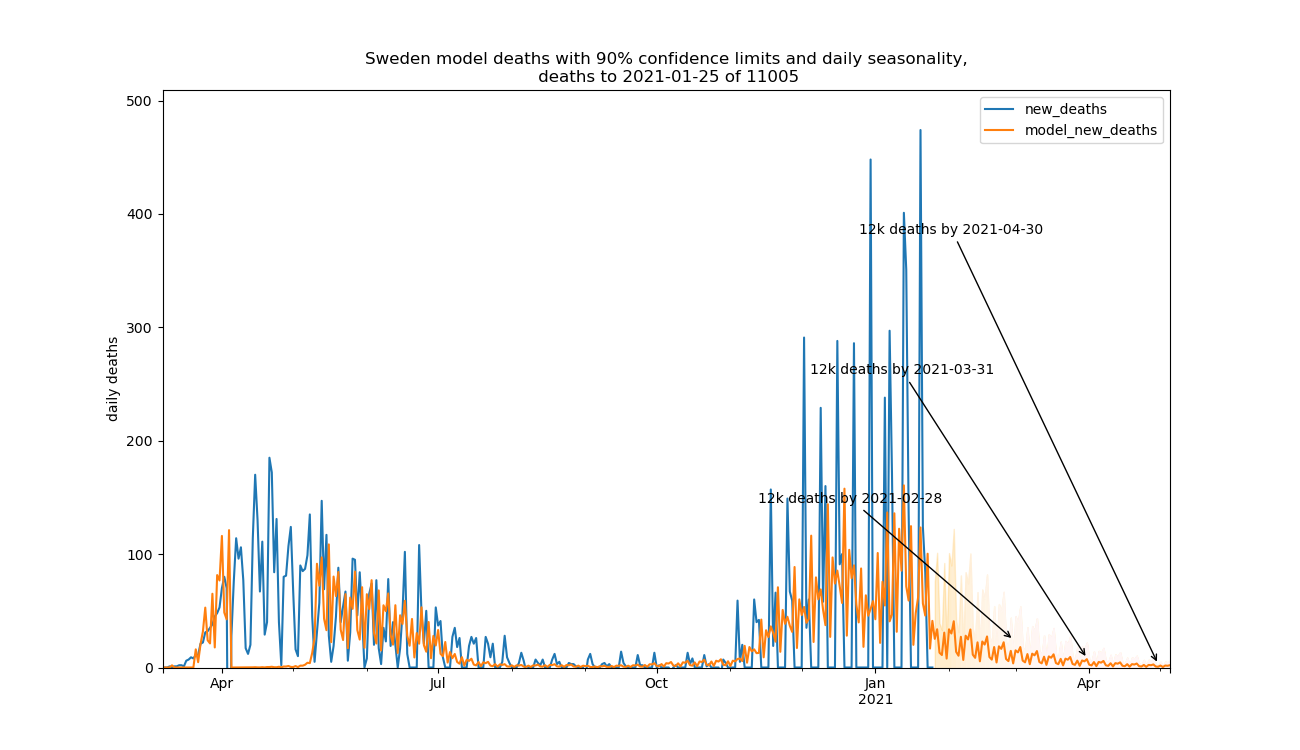 Sweden model deaths with 90% confidence limits and daily seasonality,
deaths to 2021-01-25 of 11005
500
400
300
200
100
0
daily deaths
new_deaths
model_new_deaths
12k deaths by 2021-04-30
12k deaths by 2021-03-31
12k deaths by 2021-02-28
Apr
Jul
Oct
Jan
2021
Apr